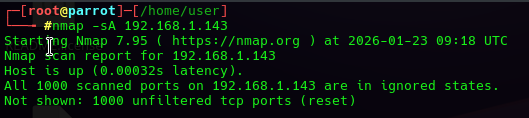 ┌─[root@parrot]─[/home/user]
└──╼ #nmap -sA 192.168.1.143
Starting Nmap 7.95 ( https://nmap.org ) at 2026-01-23 09:18 UTC
Nmap scan report for 192.168.1.143
Host is up (0.00032s latency).
All 1000 scanned ports on 192.168.1.143 are in ignored states.
Not shown: 1000 unfiltered tcp ports (reset)